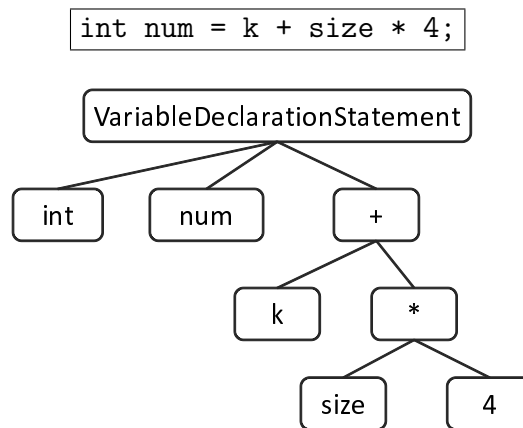 int num = k + size * 4;
VariableDeclarationStatement
int num +
k *
size 4